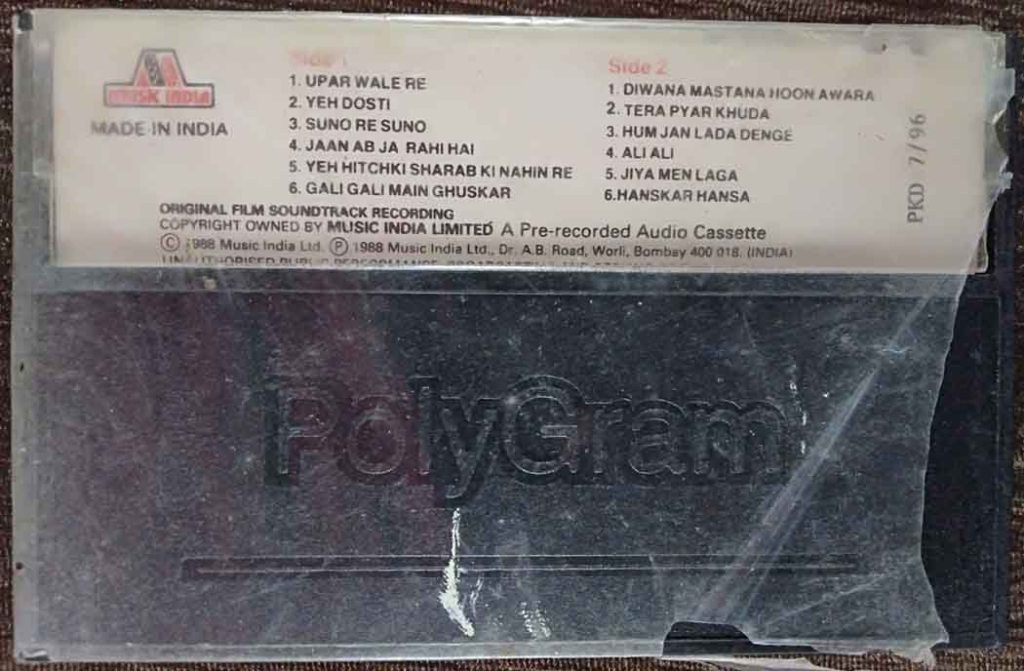 MUSIK INDIA
MADE IN INDIA
Side 1
1. UPAR WALE RE
2. YEH DOSTI
3. SUNO RE SUNO
4. JAAN AB JA RAHI HAI
5. YEH HITCHKI SHARAB KI NAHIN RE
6. GALI GALI MAIN GHUSKAR
Side 2
1. DIWANA MASTANA HOON AWARA
2. TERA PYAR KHUDA
3. HUM JAN LADA DENGE
4. ALI ALI
5. JIYA MEN LAGA
6.HANSKAR HANSA
PKD 7/96
ORIGINAL FILM SOUNDTRACK RECORDING
COPYRIGHT OWNED BY MUSIC INDIA LIMITED A Pre-recorded Audio Cassette
Ⓒ 1988 Music India Ltd. Ⓟ 1988 Music India Ltd., Dr. A.B. Road, Worli, Bombay 400 018. (INDIA)
UNAUTHORISED PUBLIC PERFORMANCE
PolyGram